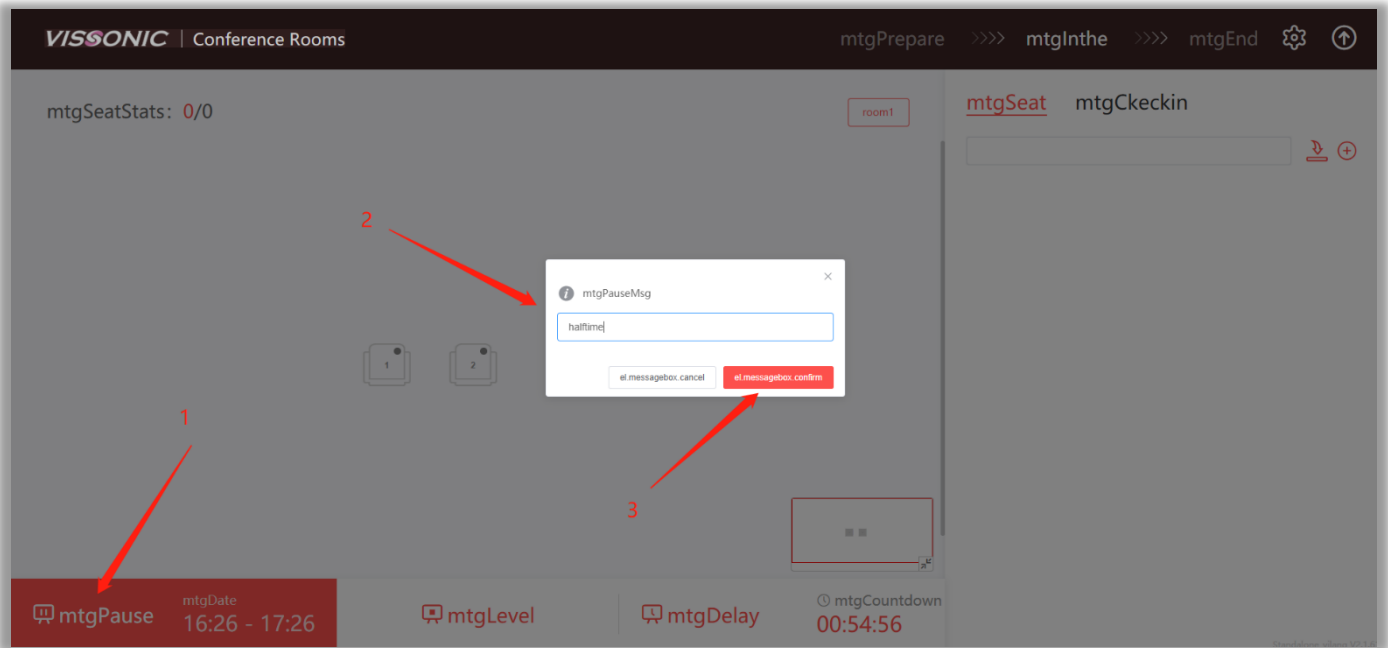 VISSONIC | Conference Rooms
mtgPrepare >>>> mtgInthe >>>> mtgEnd
mtgSeatStats: 0/0
room1
mtgSeat mtgCkeckin
2
mtgPauseMsg
halftime
el.messagebox.cancel el.messagebox.confirm
1 2
1
3
mtgPause
mtgDate
16:26 - 17:26
mtgLevel
mtgDelay
mtgCountdown
00:54:56